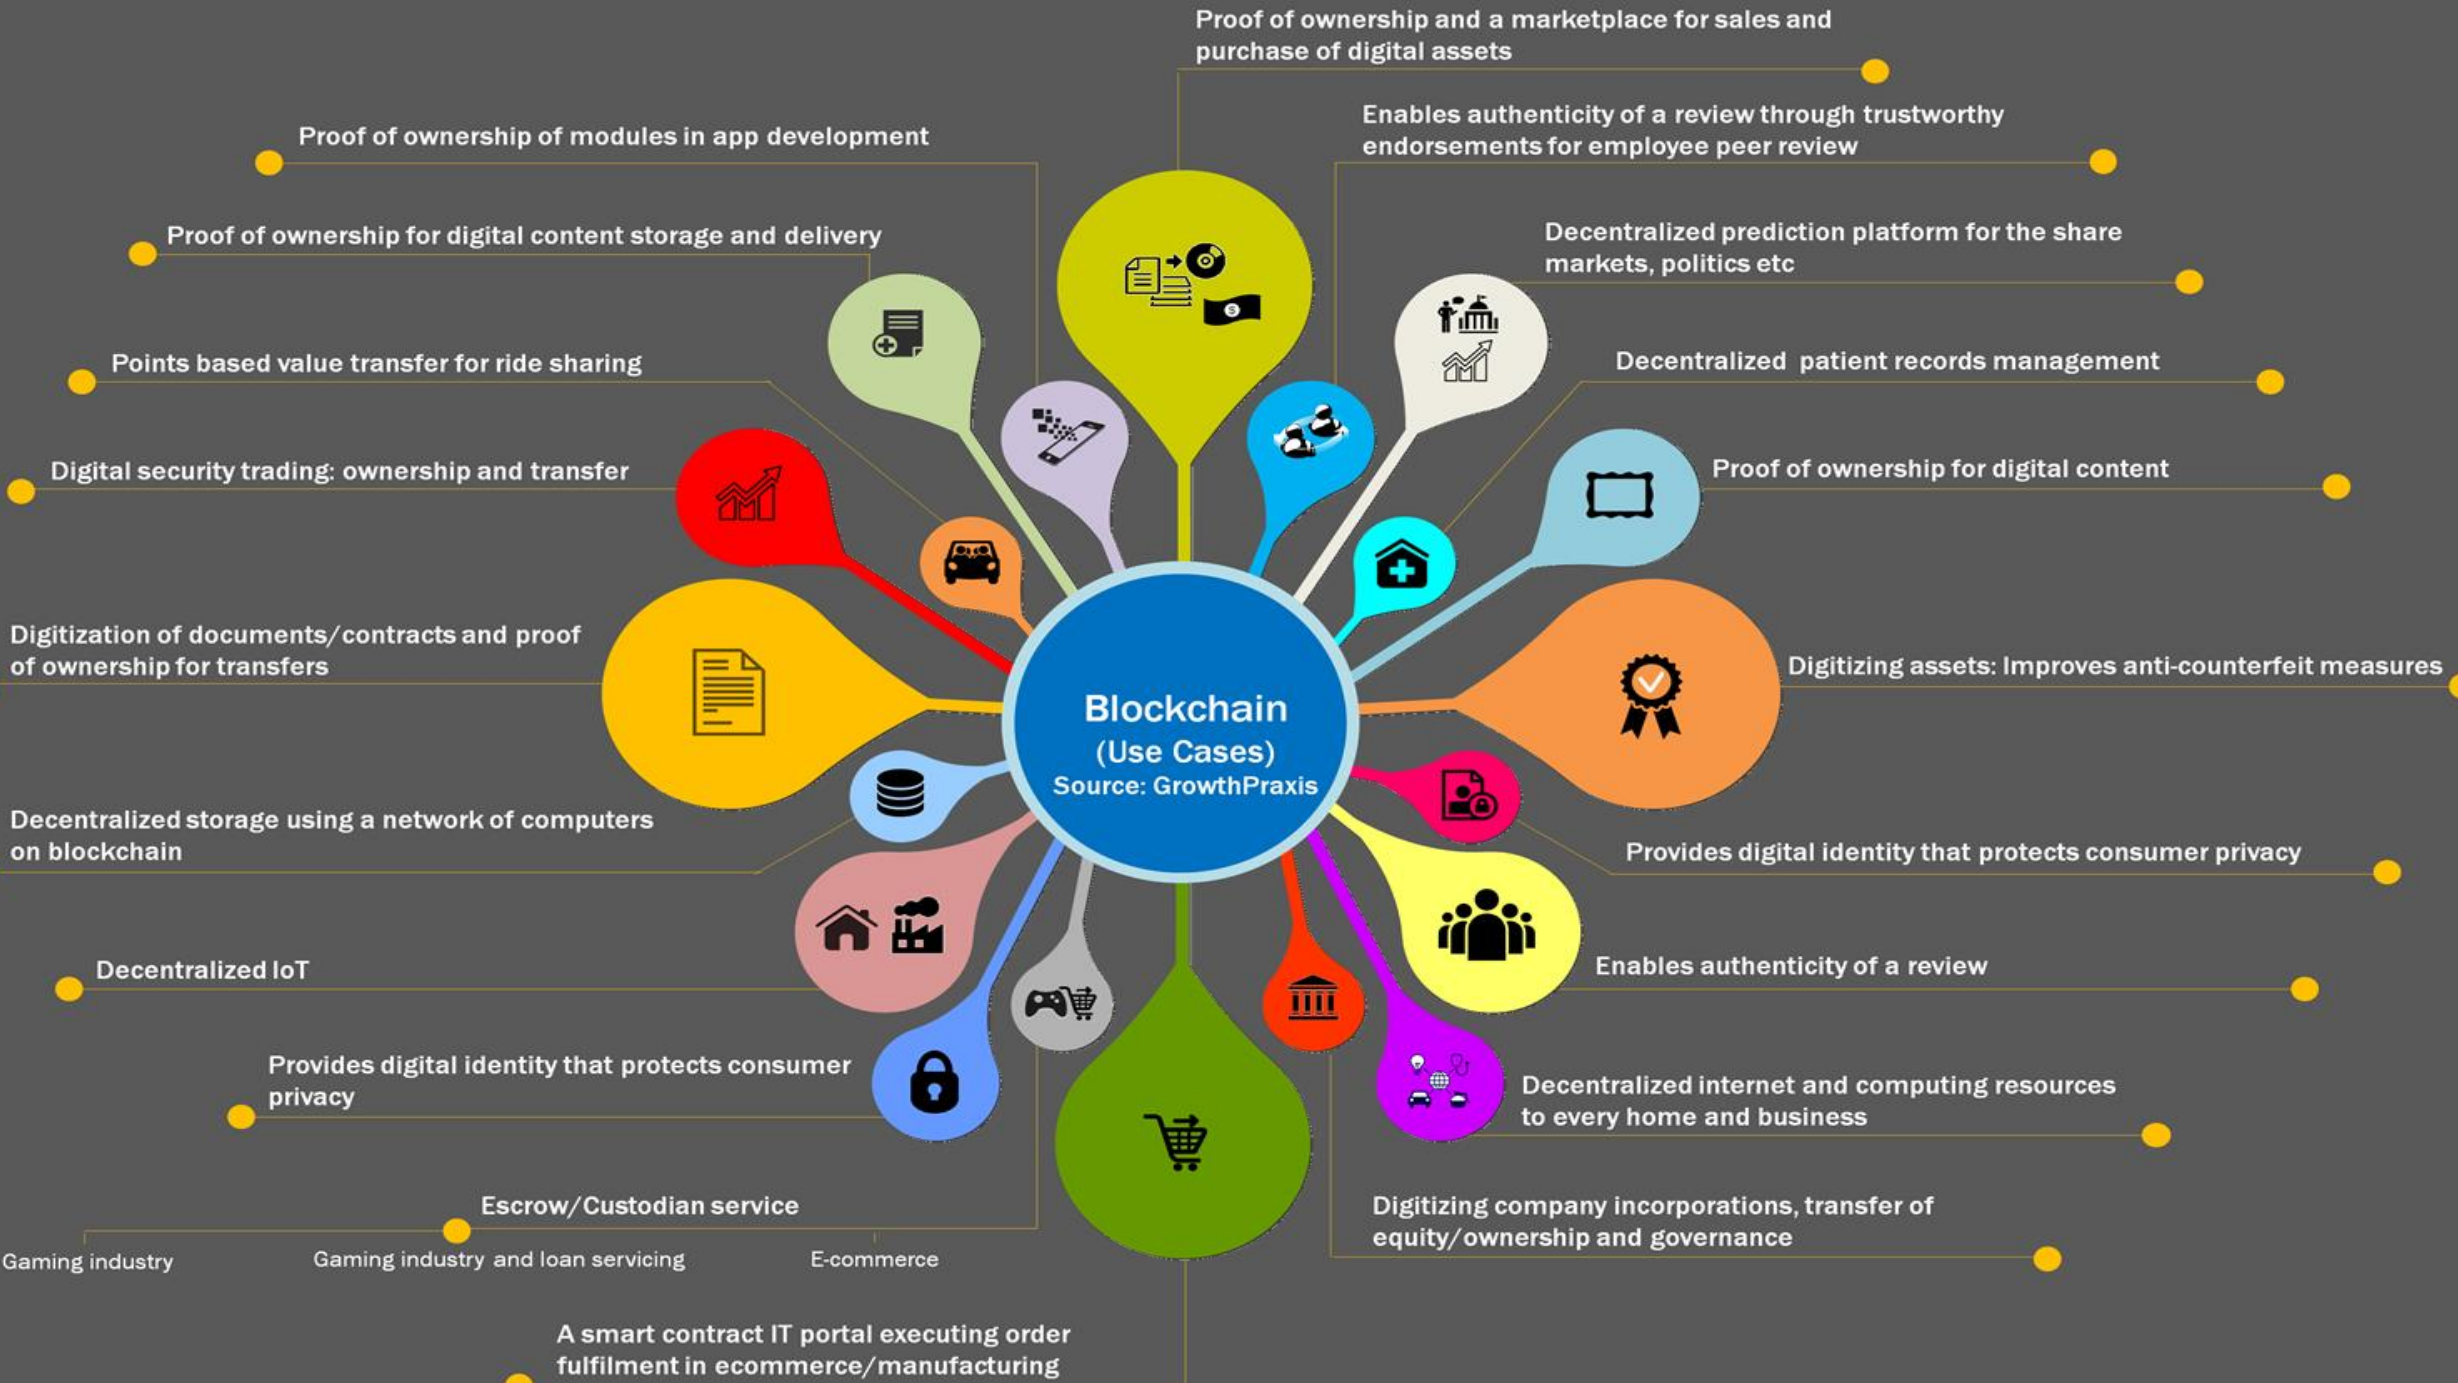 Proof of ownership and a marketplace for sales and
purchase of digital assets
Enables authenticity of a review through trustworthy
endorsements for employee peer review
Proof of ownership of modules in app development
Decentralized prediction platform for the share
markets, politics etc
Proof of ownership for digital content storage and delivery
Points based value transfer for ride sharing
Decentralized patient records management
Digital security trading: ownership and transfer
Proof of ownership for digital content
Digitization of documents/contracts and proof
of ownership for transfers
Digitizing assets: Improves anti-counterfeit measures
Blockchain
(Use Cases)
Source: GrowthPraxis
Decentralized storage using a network of computers
on blockchain
Provides digital identity that protects consumer privacy
Decentralized IoT
Enables authenticity of a review
Provides digital identity that protects consumer
privacy
Decentralized internet and computing resources
to every home and business
Escrow/Custodian service
Gaming industry
Gaming industry and loan servicing
E-commerce
Digitizing company incorporations, transfer of
equity/ownership and governance
A smart contract IT portal executing order
fulfilment in ecommerce/manufacturing